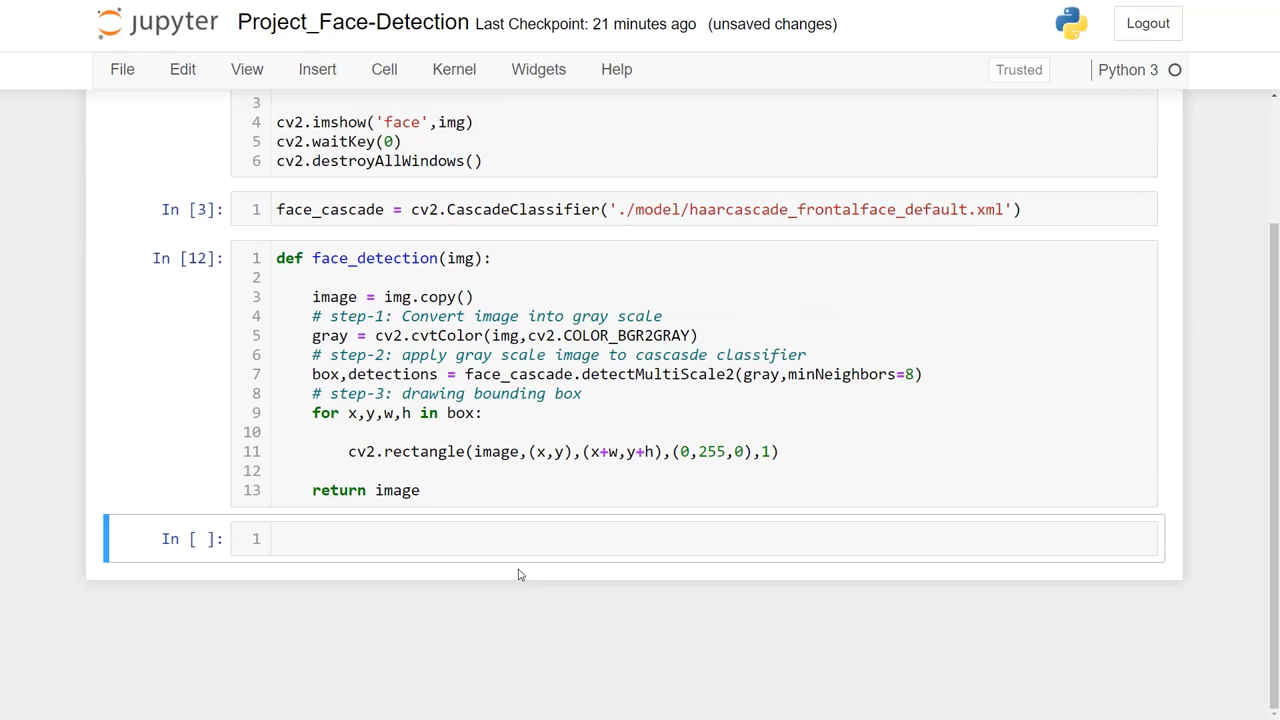 jupyter Project_Face-Detection Last Checkpoint: 21 minutes ago (unsaved changes) Logout
File Edit View Insert Cell Kernel Widgets Help Trusted Python 3
3
4 cv2.imshow('face',img)
5 cv2.waitKey(0)
6 cv2.destroyAllWindows()
In [3]: 1 face_cascade = cv2.CascadeClassifier('./model/haarcascade_frontalface_default.xml')
In [12]: 1 def face_detection(img):
2
3 image = img.copy()
4 # step-1: Convert image into gray scale
5 gray = cv2.cvtColor(img,cv2.COLOR_BGR2GRAY)
6 # step-2: apply gray scale image to cascasde classifier
7 box,detections = face_cascade.detectMultiScale2(gray,minNeighbors=8)
8 # step-3: drawing bounding box
9 for x,y,w,h in box:
10
11 cv2.rectangle(image,(x,y),(x+w,y+h),(0,255,0),1)
12
13 return image
In [ ]: 1